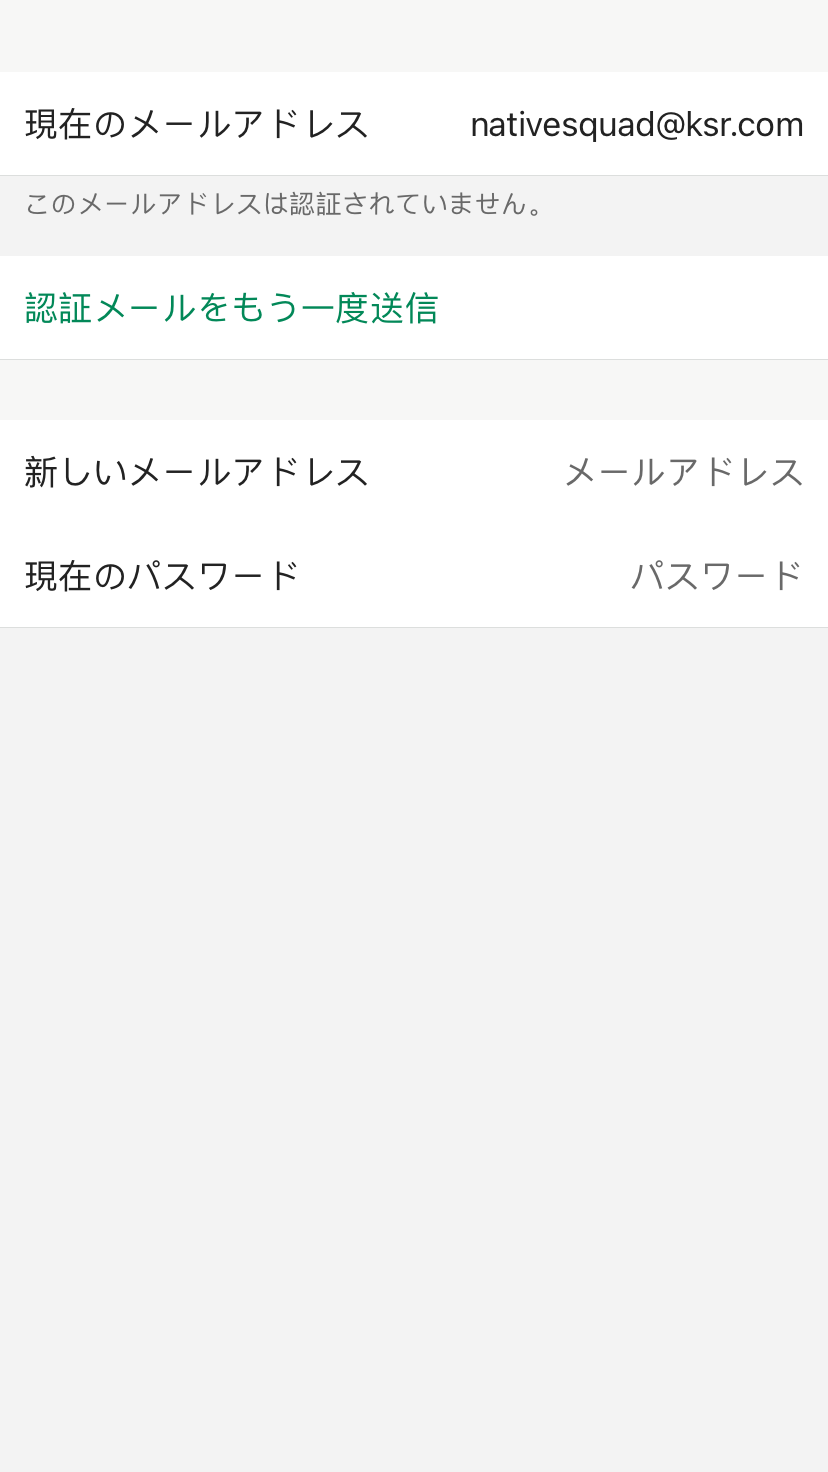 現在のメールアドレス nativesquad@ksr.com
このメールアドレスは認証されていません。
認証メールをもう一度送信
新しいメールアドレス メールアドレス
現在のパスワード パスワード